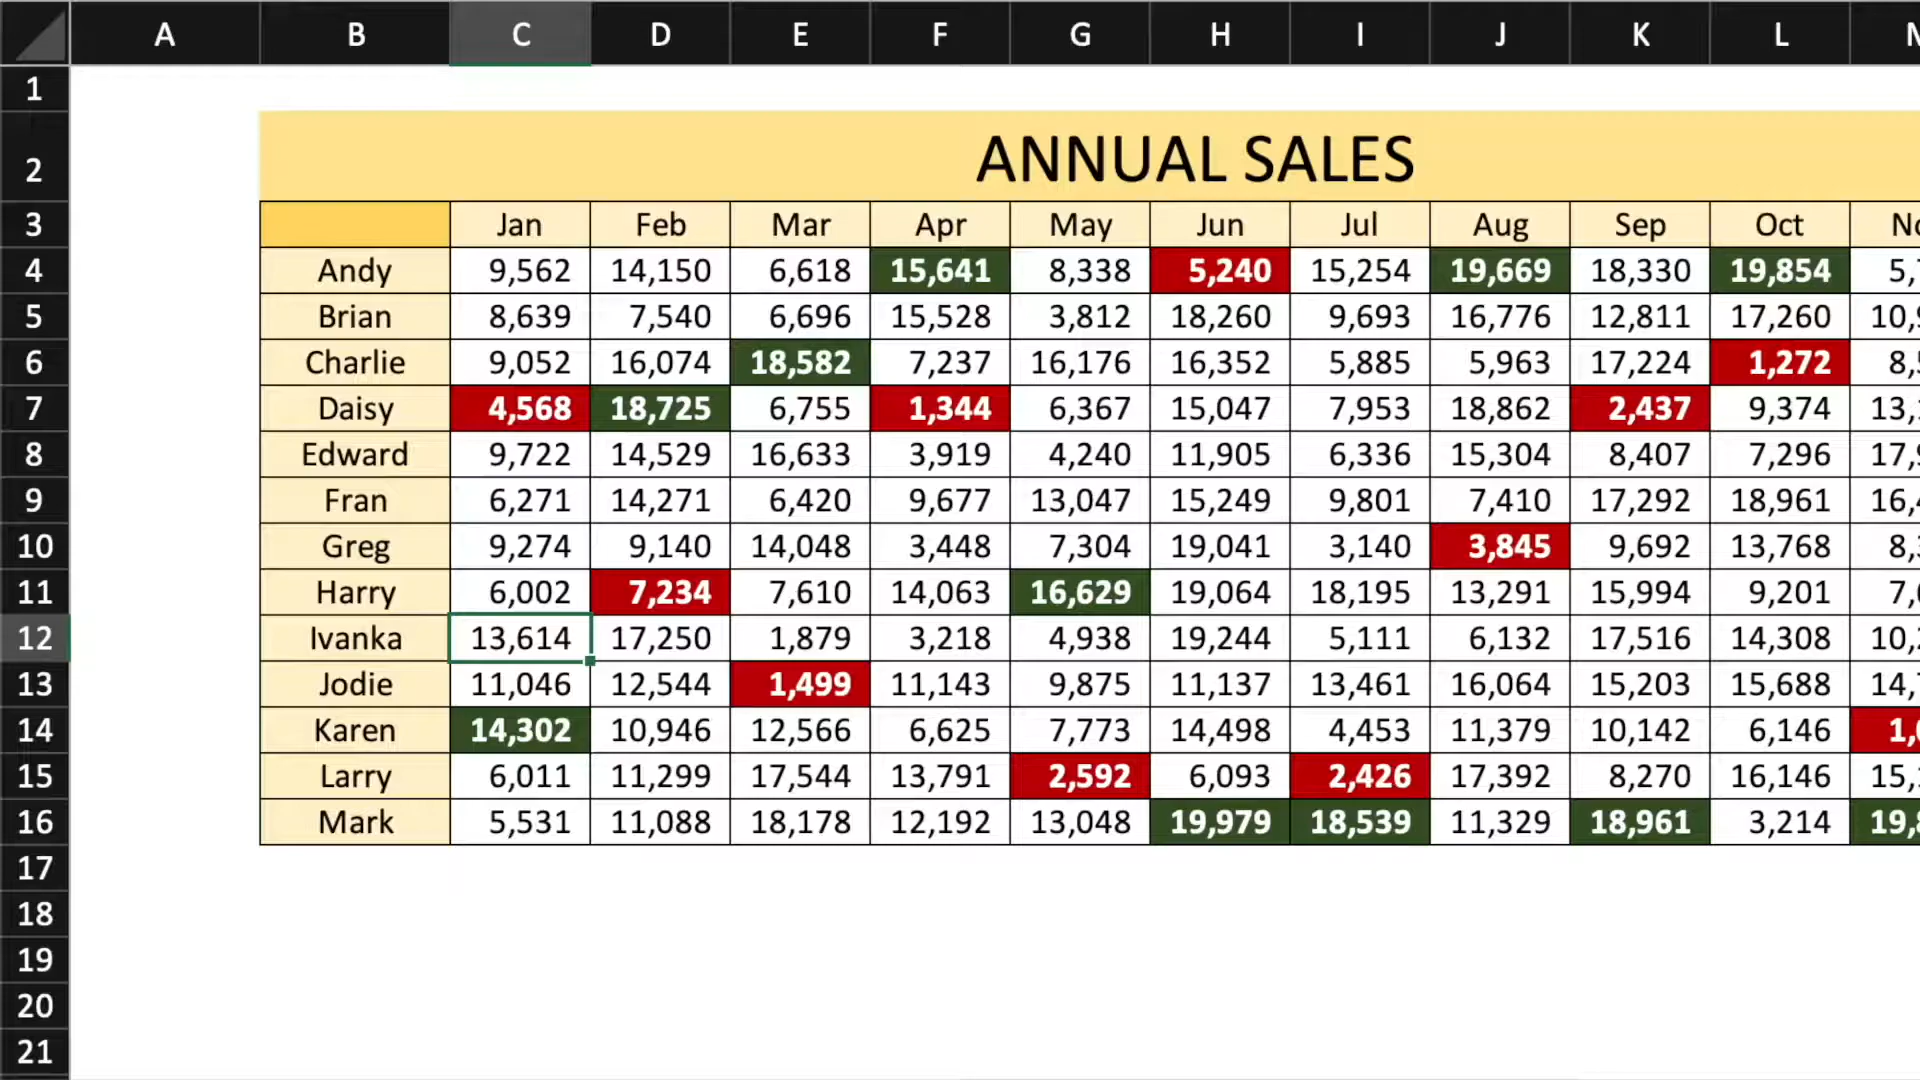 A B C D E F G H I J K L
1
2 ANNUAL SALES
3 Jan Feb Mar Apr May Jun Jul Aug Sep Oct
4 Andy 9,562 14,150 6,618 15,641 8,338 5,240 15,254 19,669 18,330 19,854
5 Brian 8,639 7,540 6,696 15,528 3,812 18,260 9,693 16,776 12,811 17,260
6 Charlie 9,052 16,074 18,582 7,237 16,176 16,352 5,885 5,963 17,224 1,272
7 Daisy 4,568 18,725 6,755 1,344 6,367 15,047 7,953 18,862 2,437 9,374
8 Edward 9,722 14,529 16,633 3,919 4,240 11,905 6,336 15,304 8,407 7,296
9 Fran 6,271 14,271 6,420 9,677 13,047 15,249 9,801 7,410 17,292 18,961
10 Greg 9,274 9,140 14,048 3,448 7,304 19,041 3,140 3,845 9,692 13,768
11 Harry 6,002 7,234 7,610 14,063 16,629 19,064 18,195 13,291 15,994 9,201
12 Ivanka 13,614 17,250 1,879 3,218 4,938 19,244 5,111 6,132 17,516 14,308
13 Jodie 11,046 12,544 1,499 11,143 9,875 11,137 13,461 16,064 15,203 15,688
14 Karen 14,302 10,946 12,566 6,625 7,773 14,498 4,453 11,379 10,142 6,146
15 Larry 6,011 11,299 17,544 13,791 2,592 6,093 2,426 17,392 8,270 16,146
16 Mark 5,531 11,088 18,178 12,192 13,048 19,979 18,539 11,329 18,961 3,214
17
18
19
20
21